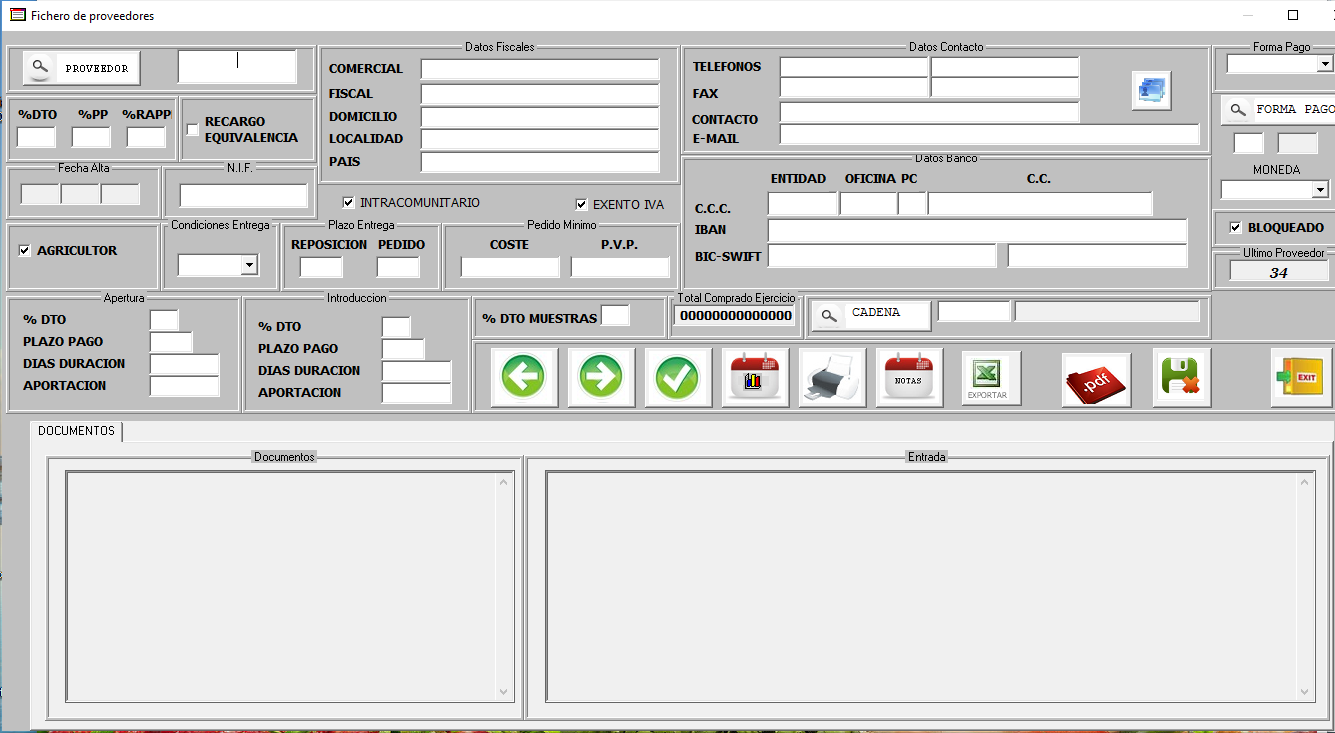 Fichero de proveedores
PROVEEDOR
%DTO %PP %RAPP
RECARGO
EQUIVALENCIA
Fecha Alta
N.I.F.
Datos Fiscales
COMERCIAL
FISCAL
DOMICILIO
LOCALIDAD
PAIS
INTRACOMUNITARIO
EXENTO IVA
Datos Contacto
TELEFONOS
FAX
CONTACTO
E-MAIL
Forma Pago
FORMA PAGO
MONEDA
BLOQUEADO
Ultimo Proveedor
34
Datos Banco
ENTIDAD OFICINA PC C.C.
C.C.C.
IBAN
BIC-SWIFT
AGRICULTOR
Condiciones Entrega
Plazo Entrega
REPOSICION PEDIDO
Pedido Minimo
COSTE P.V.P.
Apertura
% DTO
PLAZO PAGO
DIAS DURACION
APORTACION
Introduccion
% DTO
PLAZO PAGO
DIAS DURACION
APORTACION
% DTO MUESTRAS
Total Comprado Ejercicio
00000000000000
CADENA
NOTAS
EXPORTAR
.pdf
EXIT
DOCUMENTOS
Documentos
Entrada